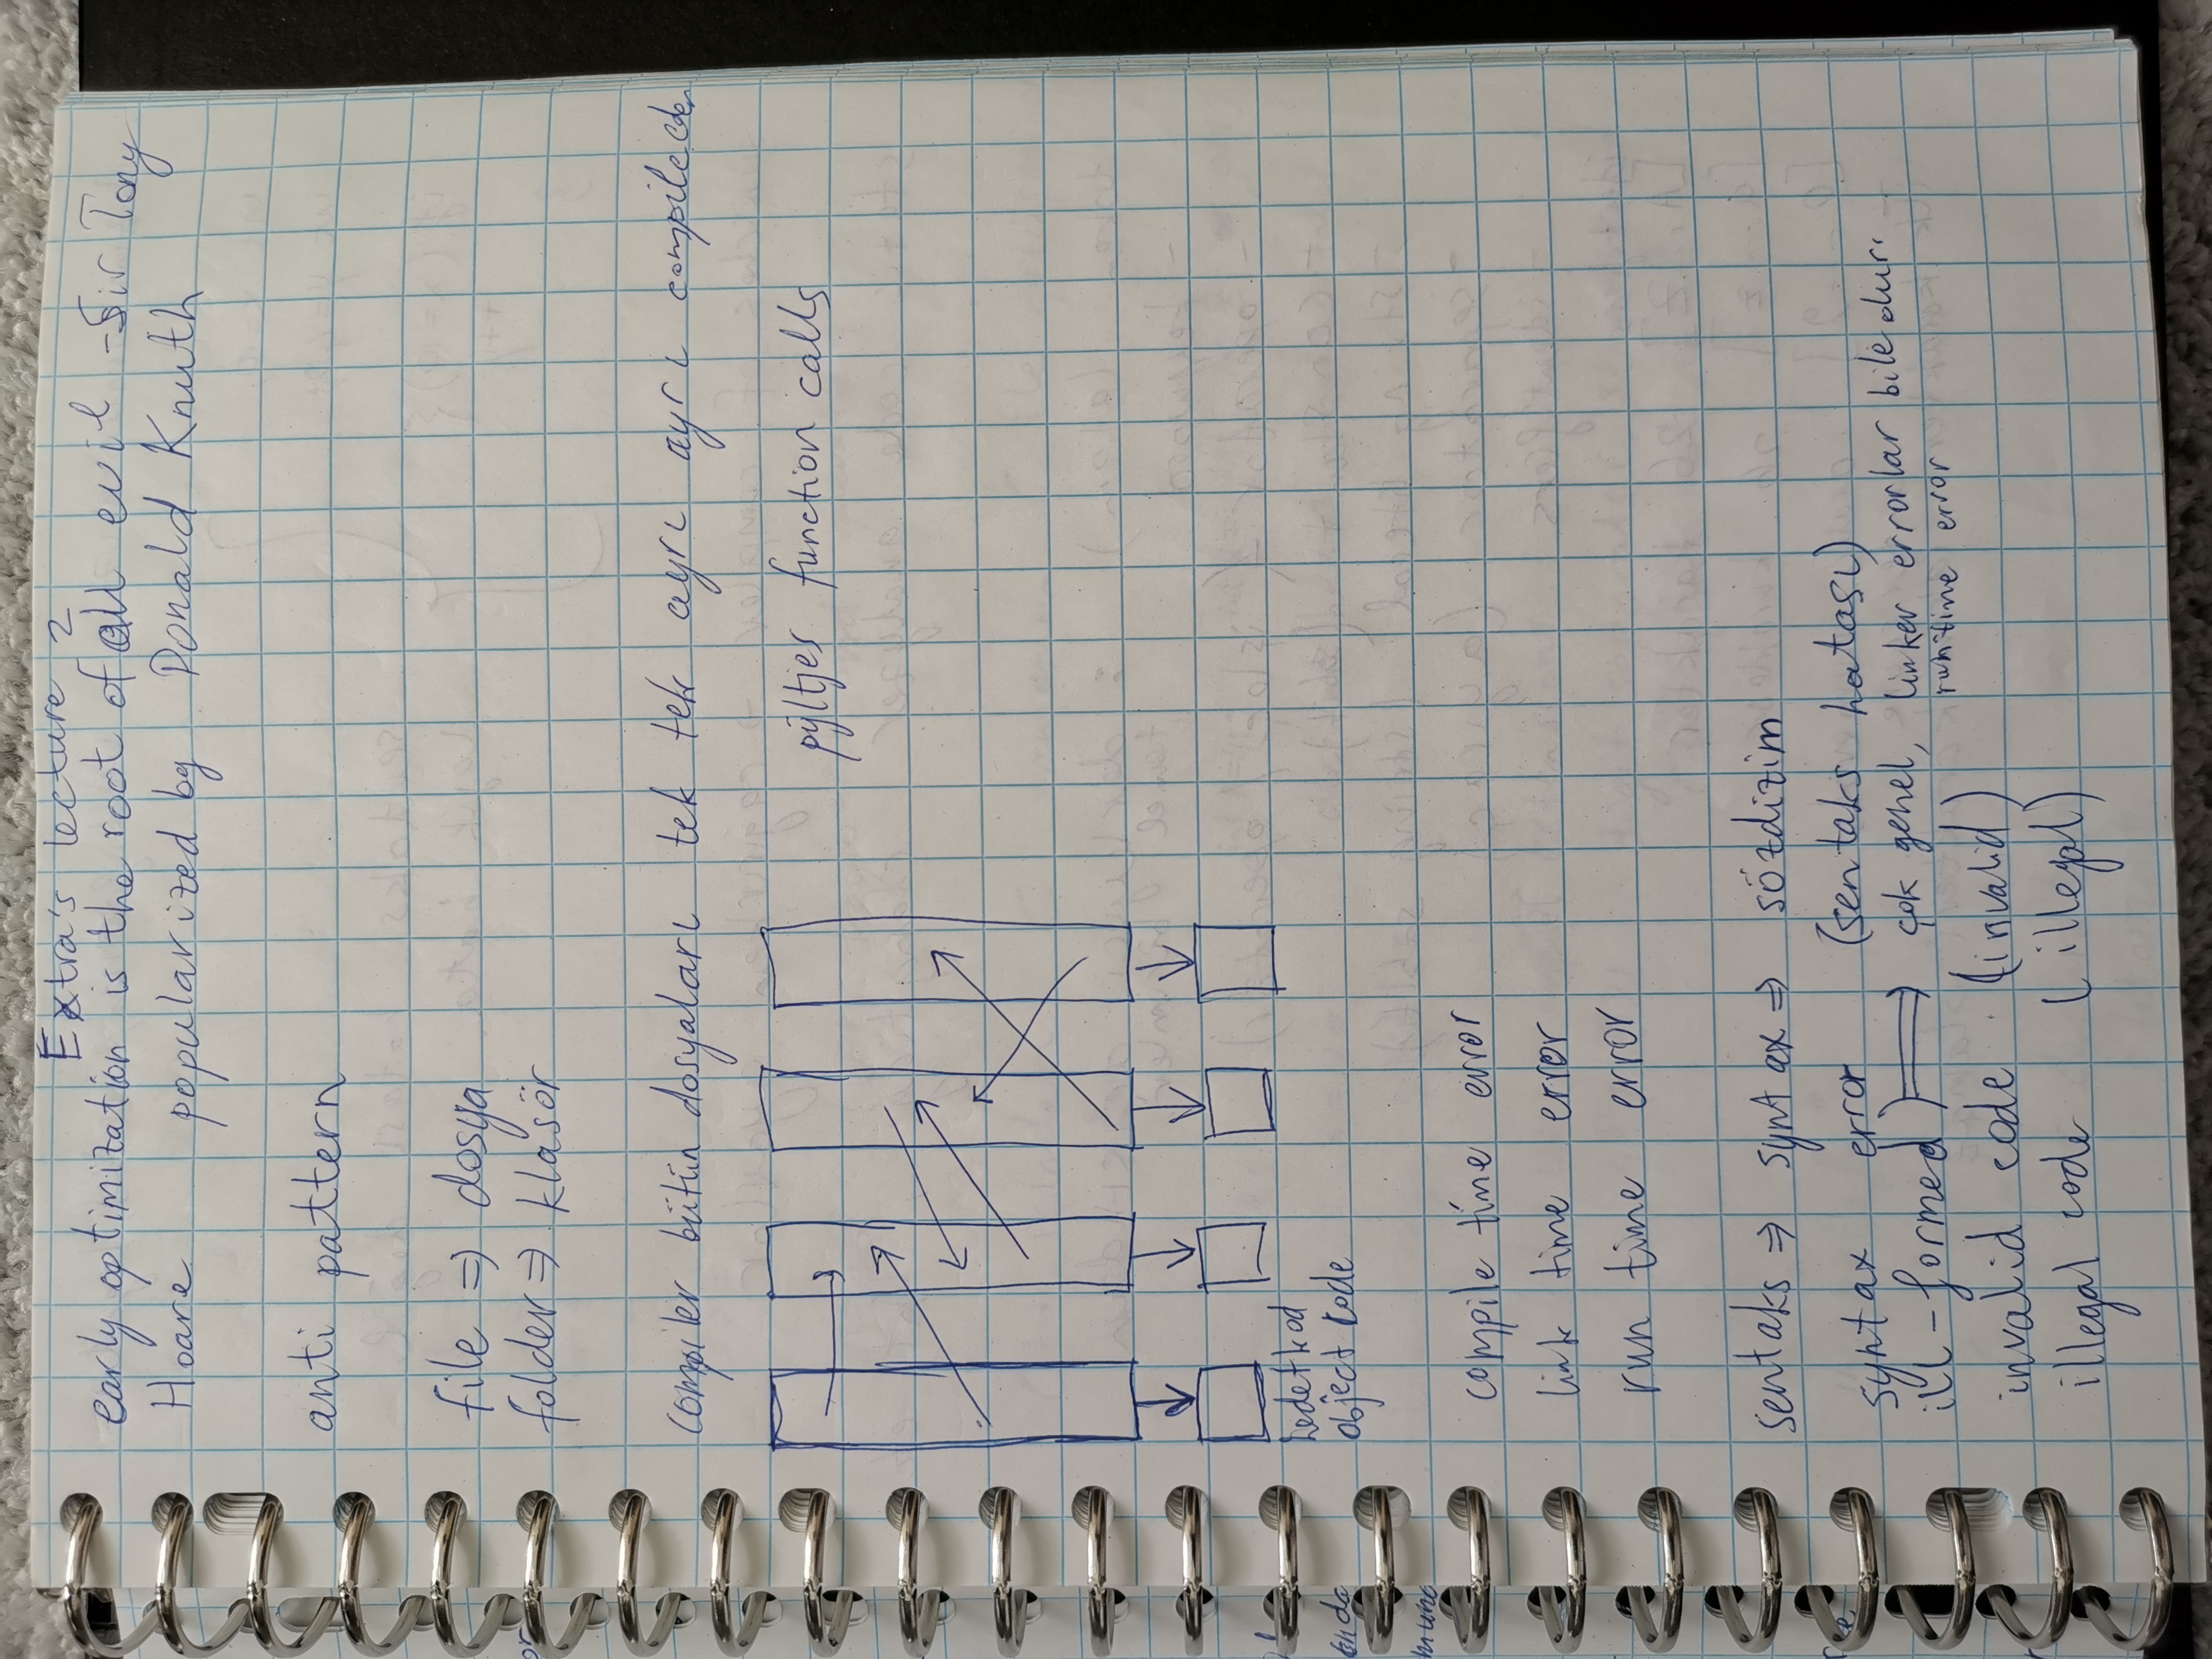 Extra's lecture 2
early optimization is the root of all evil - Sir Tony
Hoare popularized by Donald Knuth
anti pattern
file => dosya
folder => klasör
compiler bütün dosyaları tek tek ayrı ayrı compile eder
pijltjes function calls
hedef kod
object code
compile time error
link time error
run time error
sentaks => syntax => sözdizim
syntax error (sentaks hatası)
ill-formed => çok genel, linker errorlar bile olur.
runtime error
invalid code (invalid)
illegal code (illegal)